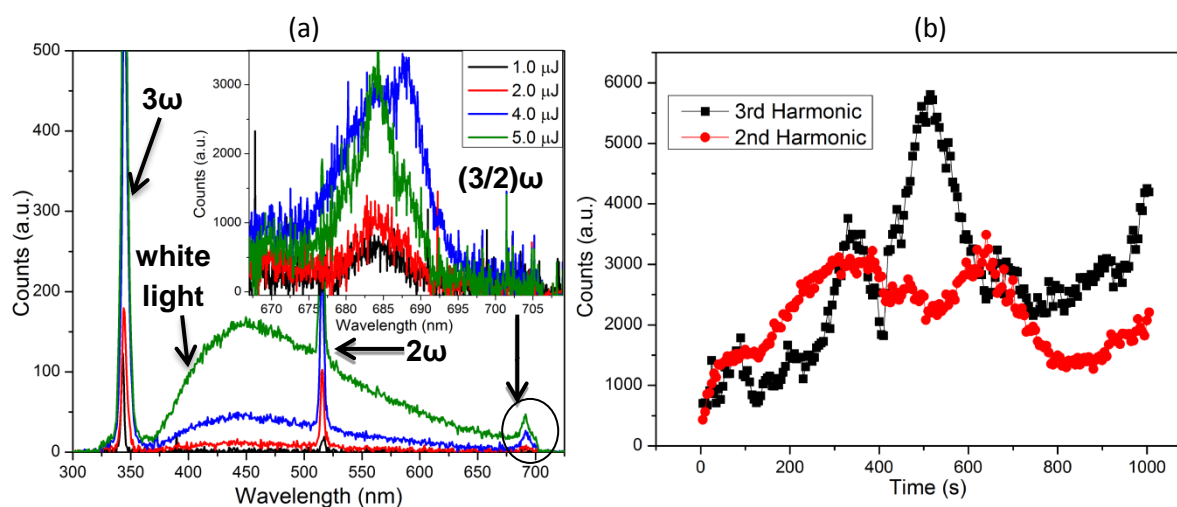 (a)
500
400
300
200
100
0
300
350
400
450
500
550
600
650
700
Wavelength (nm)
Counts (a.u.)
3ω
white
light
2ω
(3/2)ω
1.0 μJ
2.0 μJ
4.0 μJ
5.0 μJ
3000
2000
1000
0
670
675
680
685
690
695
700
705
Wavelength (nm)
Counts (a.u.)
(b)
3rd Harmonic
2nd Harmonic
6000
5000
4000
3000
2000
1000
0
0
200
400
600
800
1000
Time (s)
Counts (a.u.)